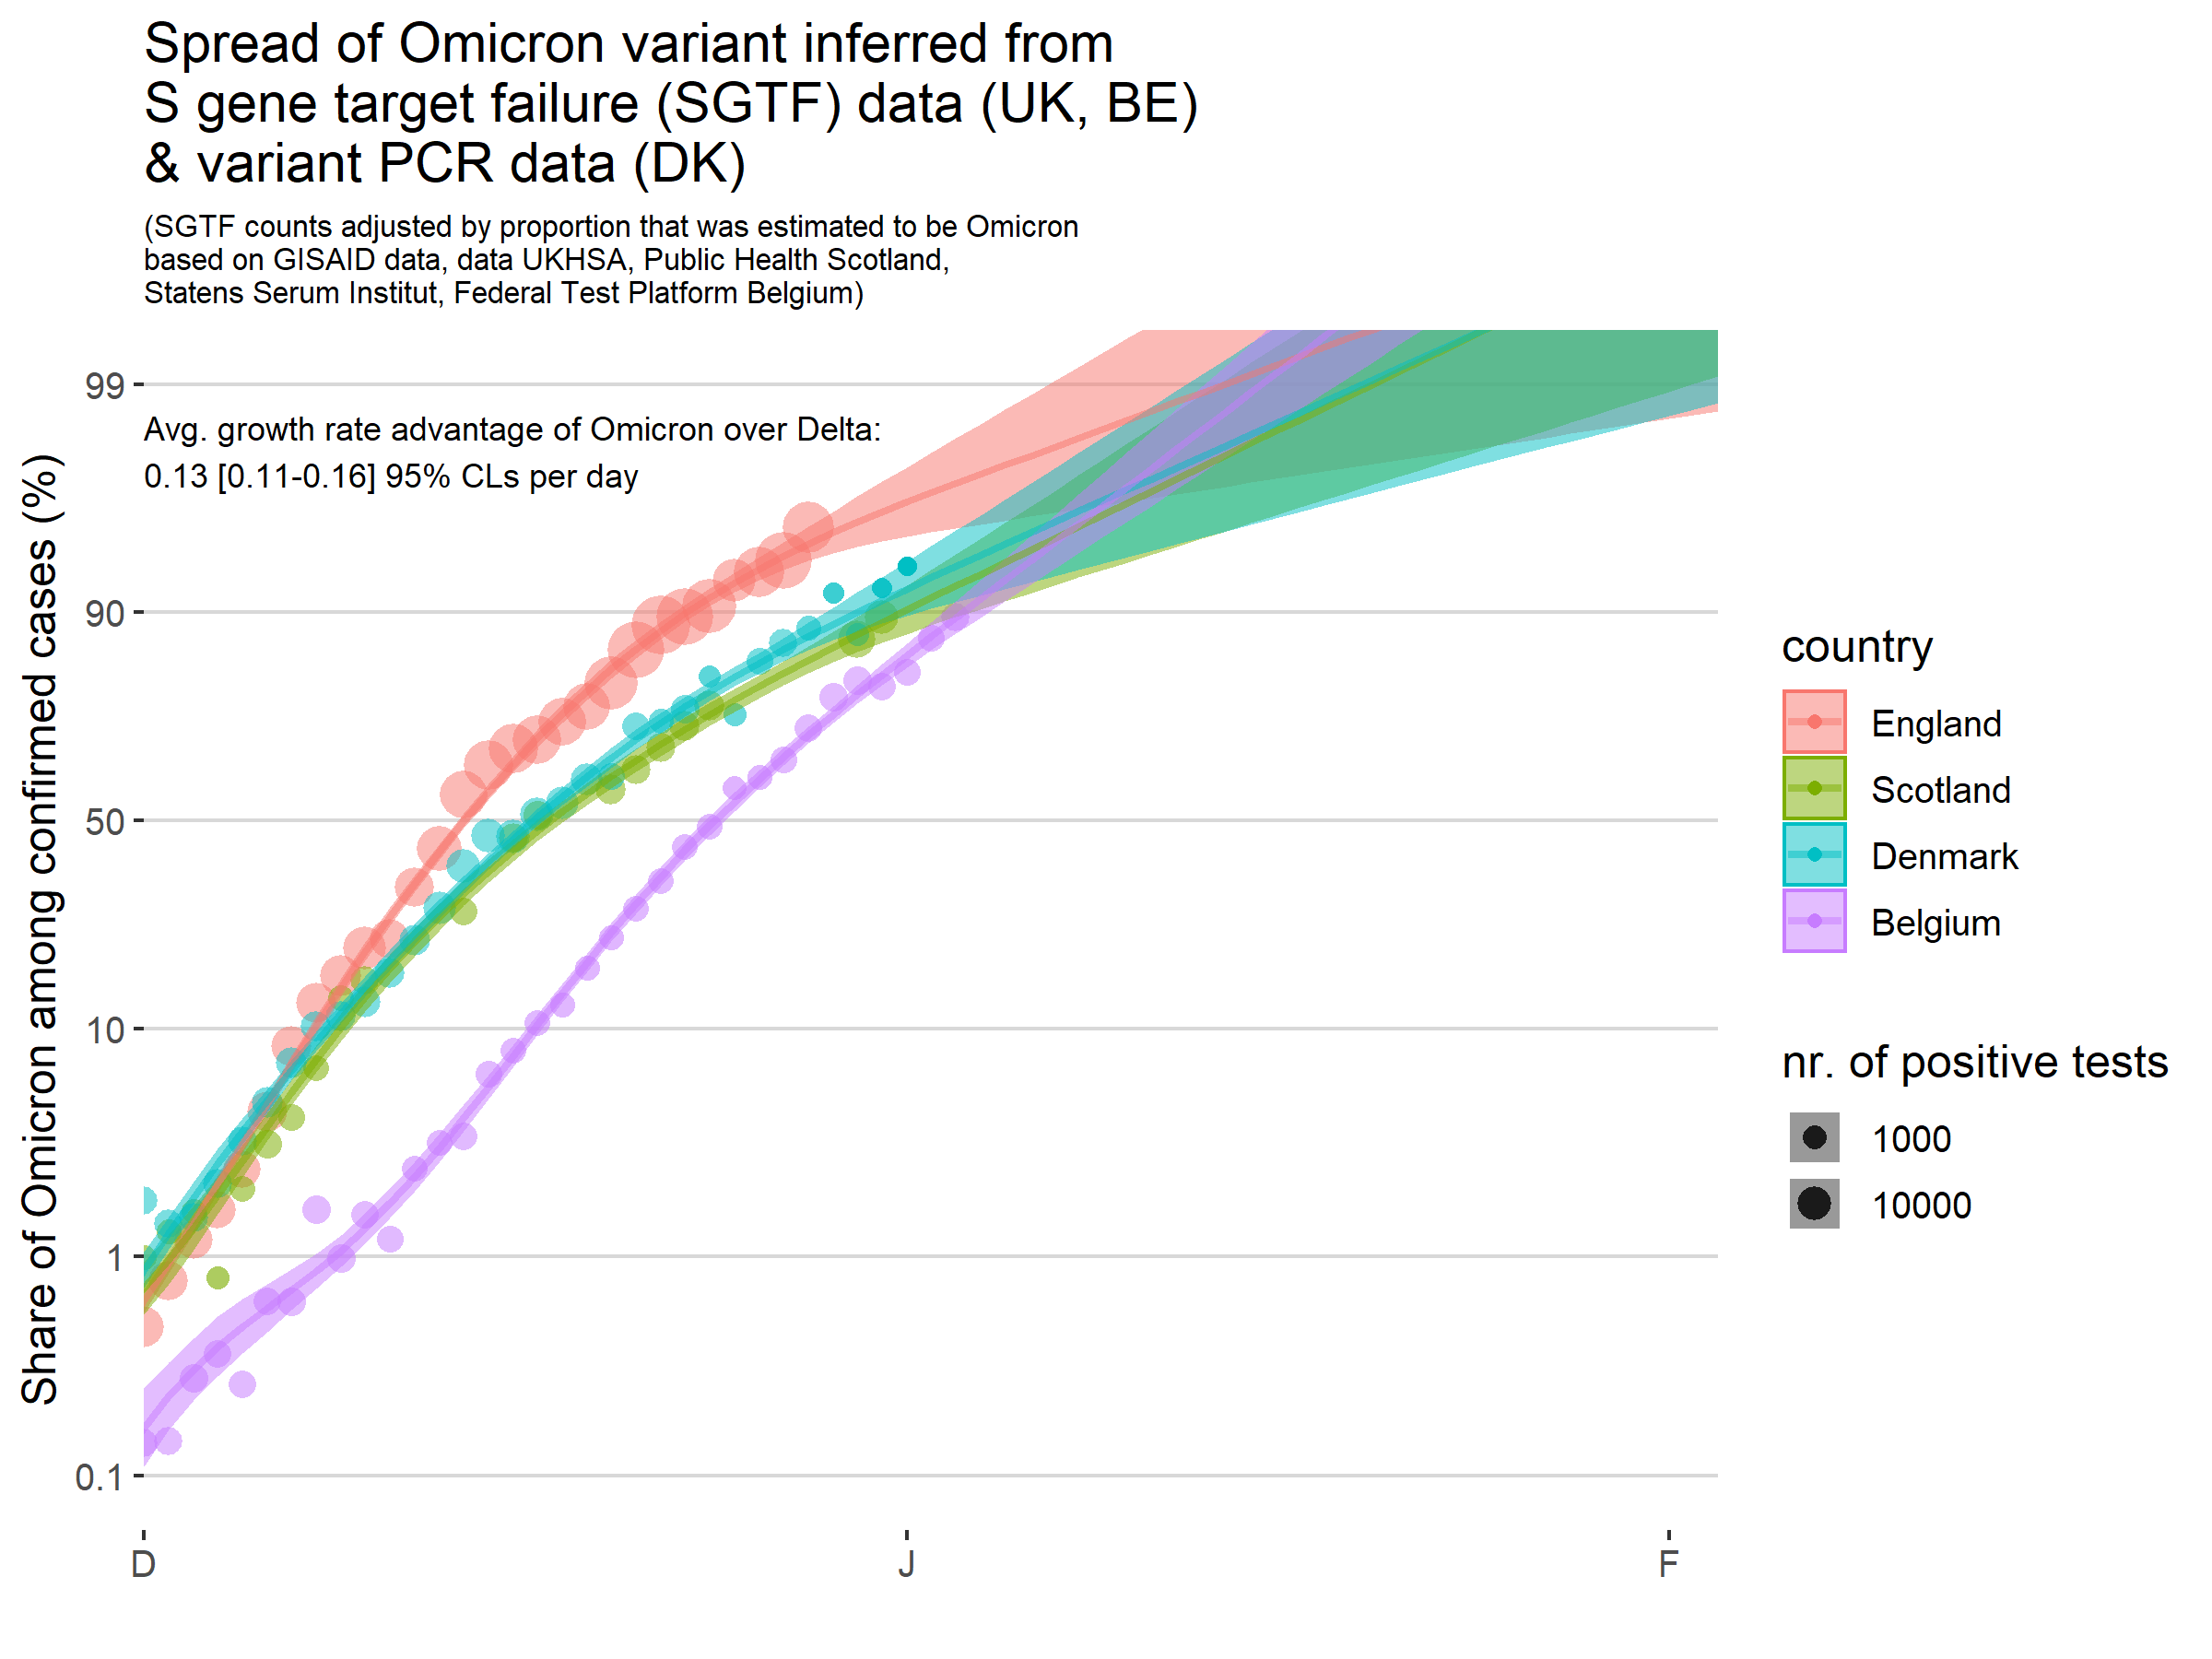 Spread of Omicron variant inferred from
S gene target failure (SGTF) data (UK, BE)
& variant PCR data (DK)
(SGTF counts adjusted by proportion that was estimated to be Omicron
based on GISAID data, data UKHSA, Public Health Scotland,
Statens Serum Institut, Federal Test Platform Belgium)
Avg. growth rate advantage of Omicron over Delta:
0.13 [0.11-0.16] 95% CLs per day
Share of Omicron among confirmed cases (%)
99
90
50
10
1
0.1
D
J
F
country
England
Scotland
Denmark
Belgium
nr. of positive tests
1000
10000